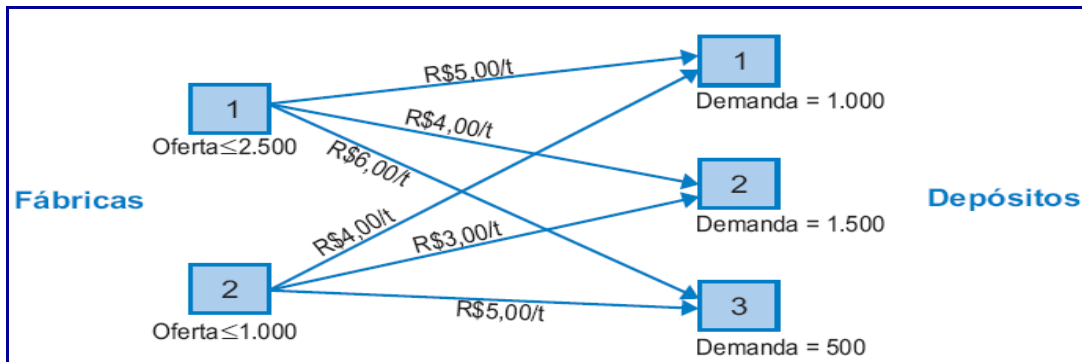 Fábricas
1
Oferta≤2.500
2
Oferta≤1.000
R$5,00/t
R$4,00/t
R$6,00/t
R$4,00/t
R$3,00/t
R$5,00/t
1
Demanda = 1.000
2
Demanda = 1.500
3
Demanda = 500
Depósitos